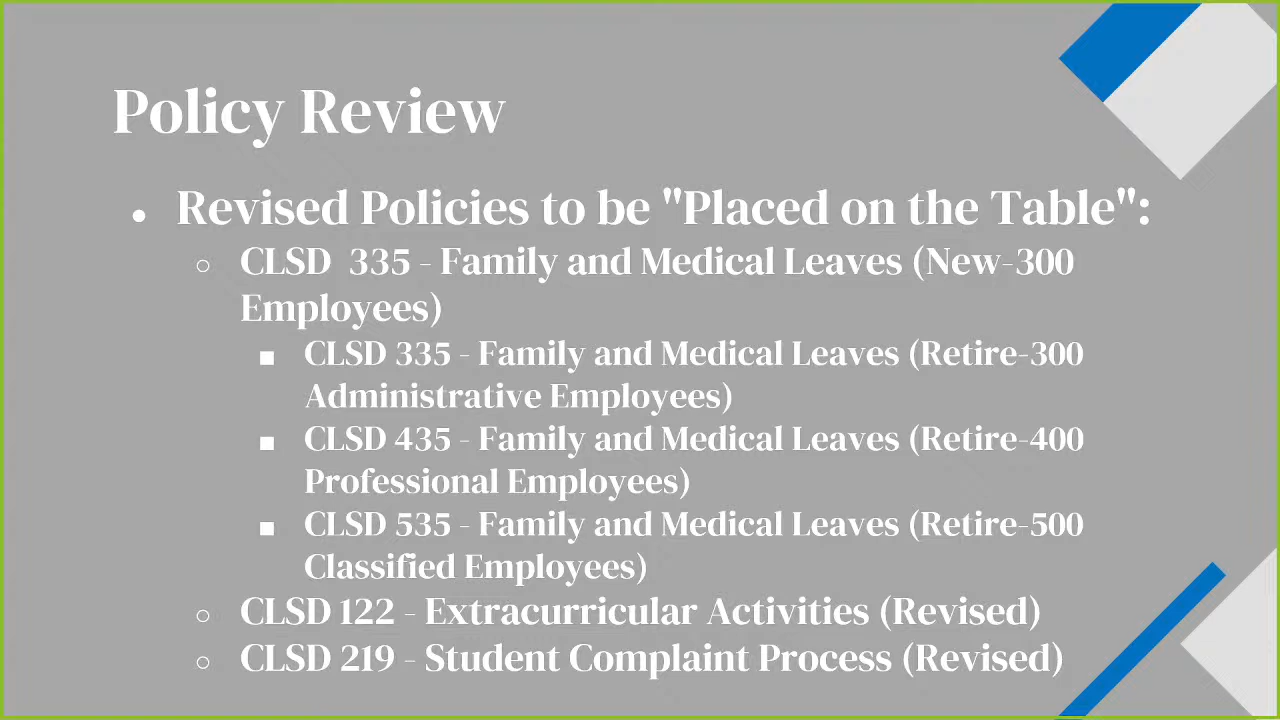 Policy Review
● Revised Policies to be "Placed on the Table":
○ CLSD 335 - Family and Medical Leaves (New-300
Employees)
■ CLSD 335 - Family and Medical Leaves (Retire-300
Administrative Employees)
■ CLSD 435 - Family and Medical Leaves (Retire-400
Professional Employees)
■ CLSD 535 - Family and Medical Leaves (Retire-500
Classified Employees)
○ CLSD 122 - Extracurricular Activities (Revised)
○ CLSD 219 - Student Complaint Process (Revised)